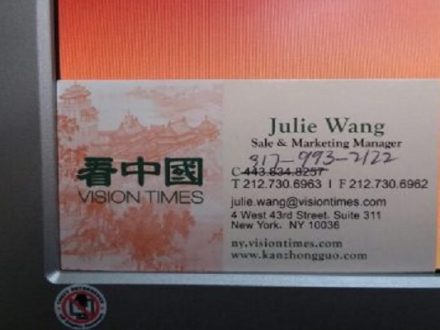 看中國
VISION TIMES
Julie Wang
Sale & Marketing Manager
317-993-2122
C 443.834.8257
T 212.730.6963 I F 212.730.6962
julie.wang@visiontimes.com
4 West 43rd Street. Suite 311
New York, NY 10036
ny.visiontimes.com
www.kanzhongguo.com